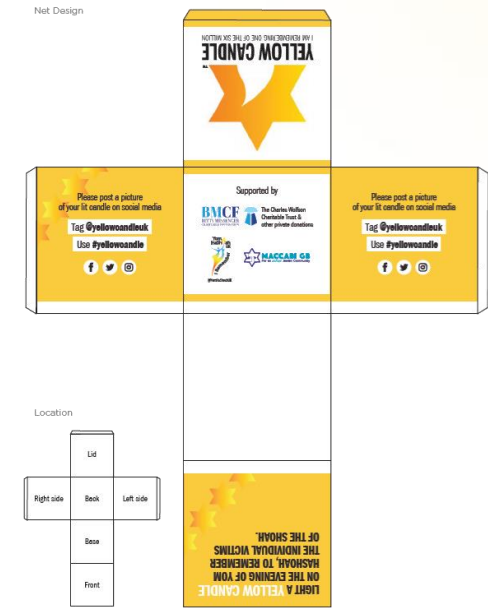 Net Design
I AM REMEMBERING ONE OF THE SIX MILLION
YELLOW CANDLE
TM
Please post a picture
of your lit candle on social media
Tag @yellowcandleuk
Use #yellowcandle
Supported by
BMCF
The Charles Wolfson
Charitable Trust &
other private donations
MACCABI GB
Please post a picture
of your lit candle on social media
Tag @yellowcandleuk
Use #yellowcandle
Location
Lid
Right side
Back
Left side
Base
Front
LIGHT A YELLOW CANDLE
ON THE EVENING OF YOM
HASHOAH, TO REMEMBER
THE INDIVIDUAL VICTIMS
OF THE SHOAH.